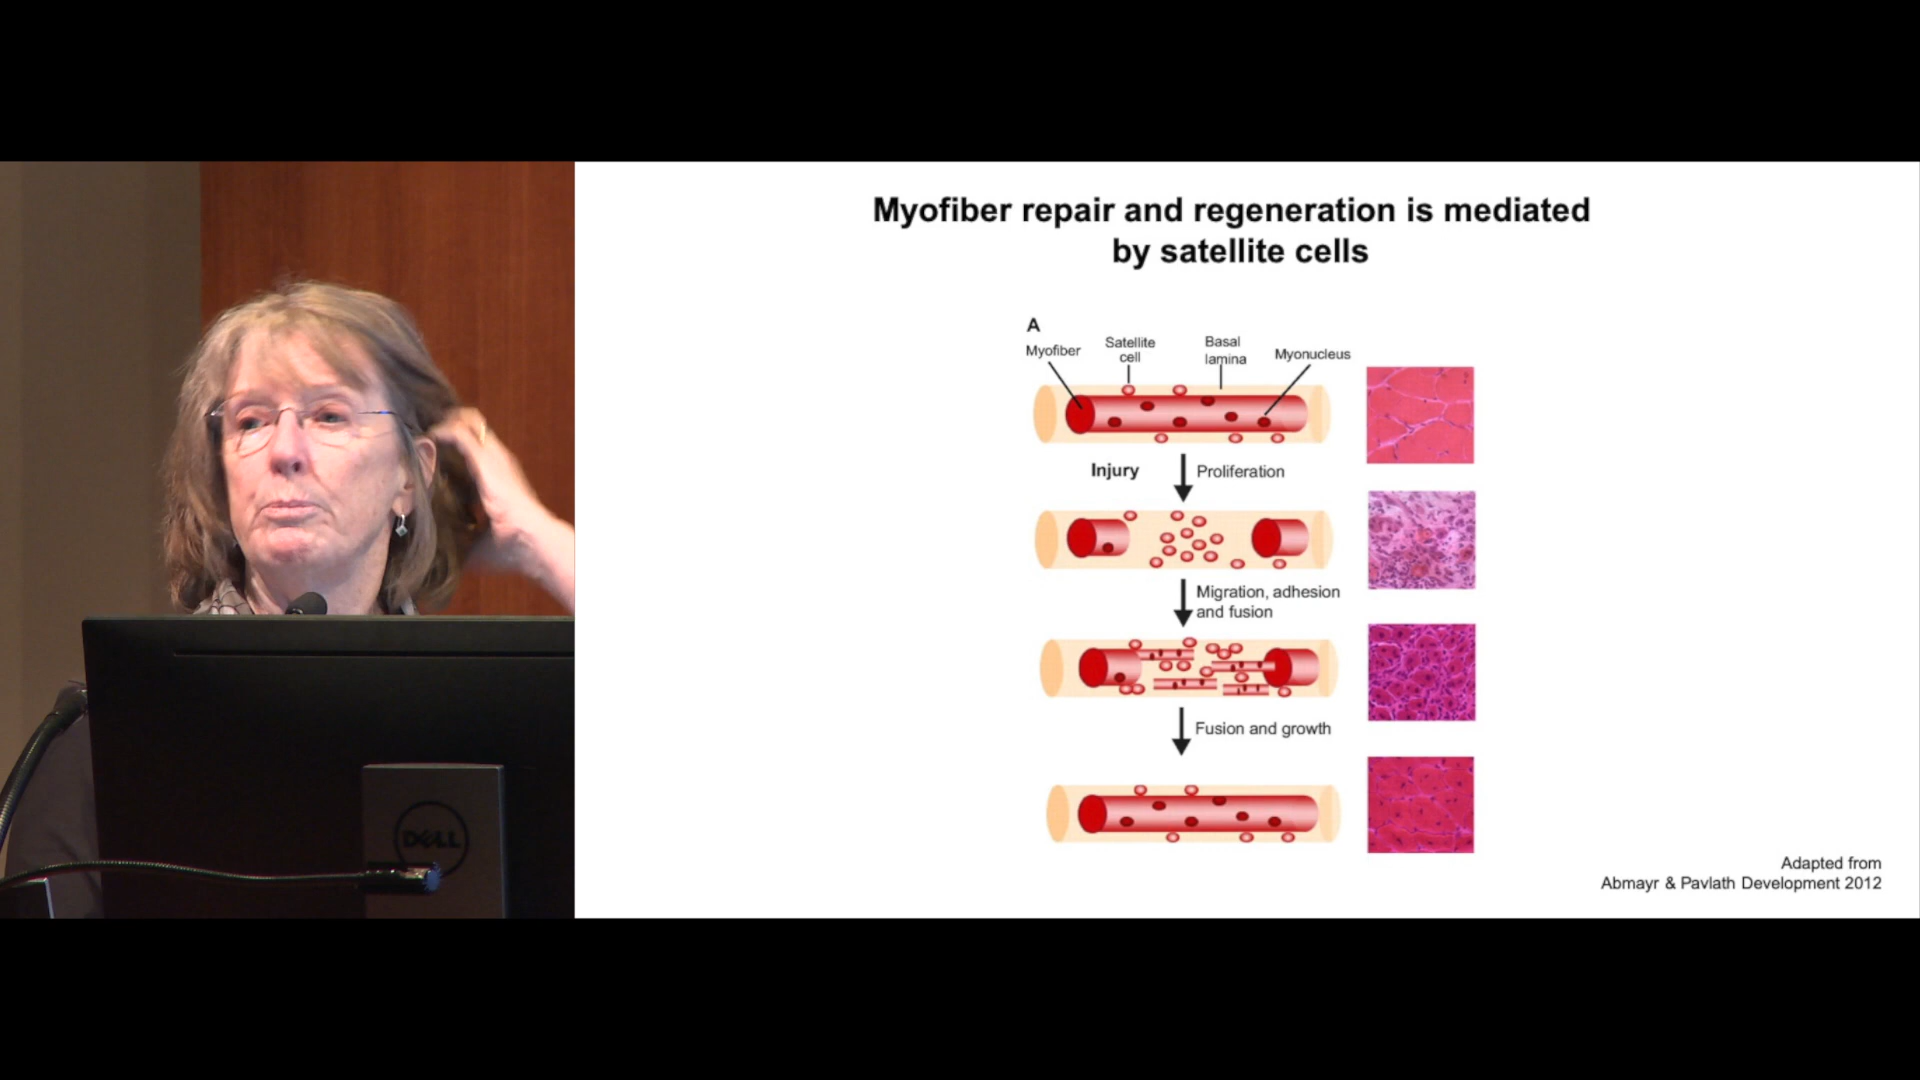 Myofiber repair and regeneration is mediated
by satellite cells
A
Myofiber
Satellite
cell
Basal
lamina
Myonucleus
Injury
Proliferation
Migration, adhesion
and fusion
Fusion and growth
Adapted from
Abmayr & Pavlath Development 2012
DELL